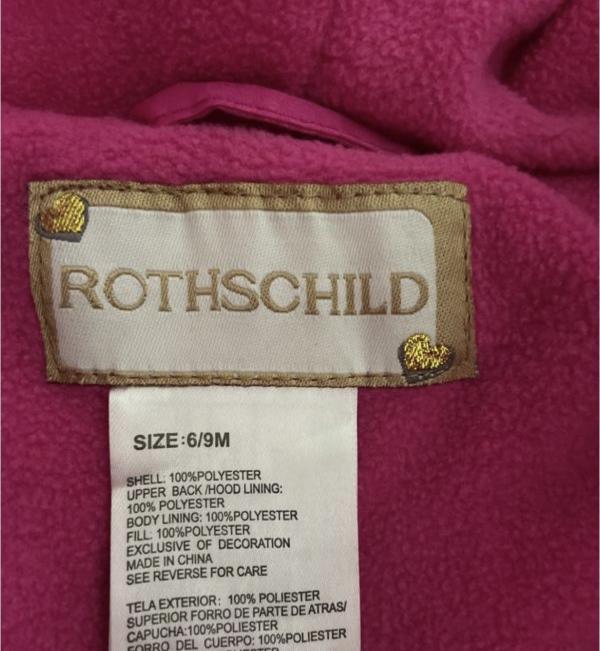 ROTHSCHILD
SIZE:6/9M
SHELL: 100%POLYESTER
UPPER BACK/HOOD LINING:
100% POLYESTER
BODY LINING: 100%POLYESTER
FILL: 100%POLYESTER
EXCLUSIVE OF DECORATION
MADE IN CHINA
SEE REVERSE FOR CARE
TELA EXTERIOR: 100% POLIESTER
SUPERIOR FORRO DE PARTE DE ATRAS/
CAPUCHA:100%POLIESTER
FORRO DEL CUERPO: 100%POLIESTER